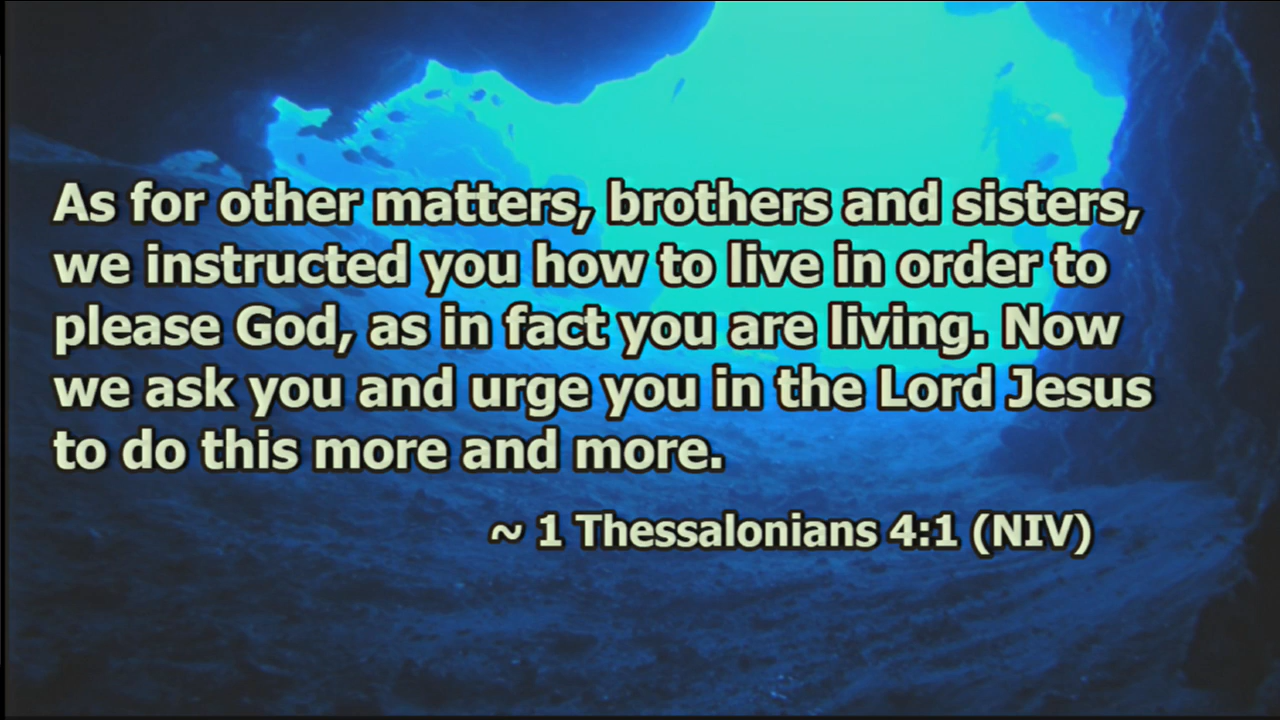 As for other matters, brothers and sisters,
we instructed you how to live in order to
please God, as in fact you are living. Now
we ask you and urge you in the Lord Jesus
to do this more and more.
~ 1 Thessalonians 4:1 (NIV)